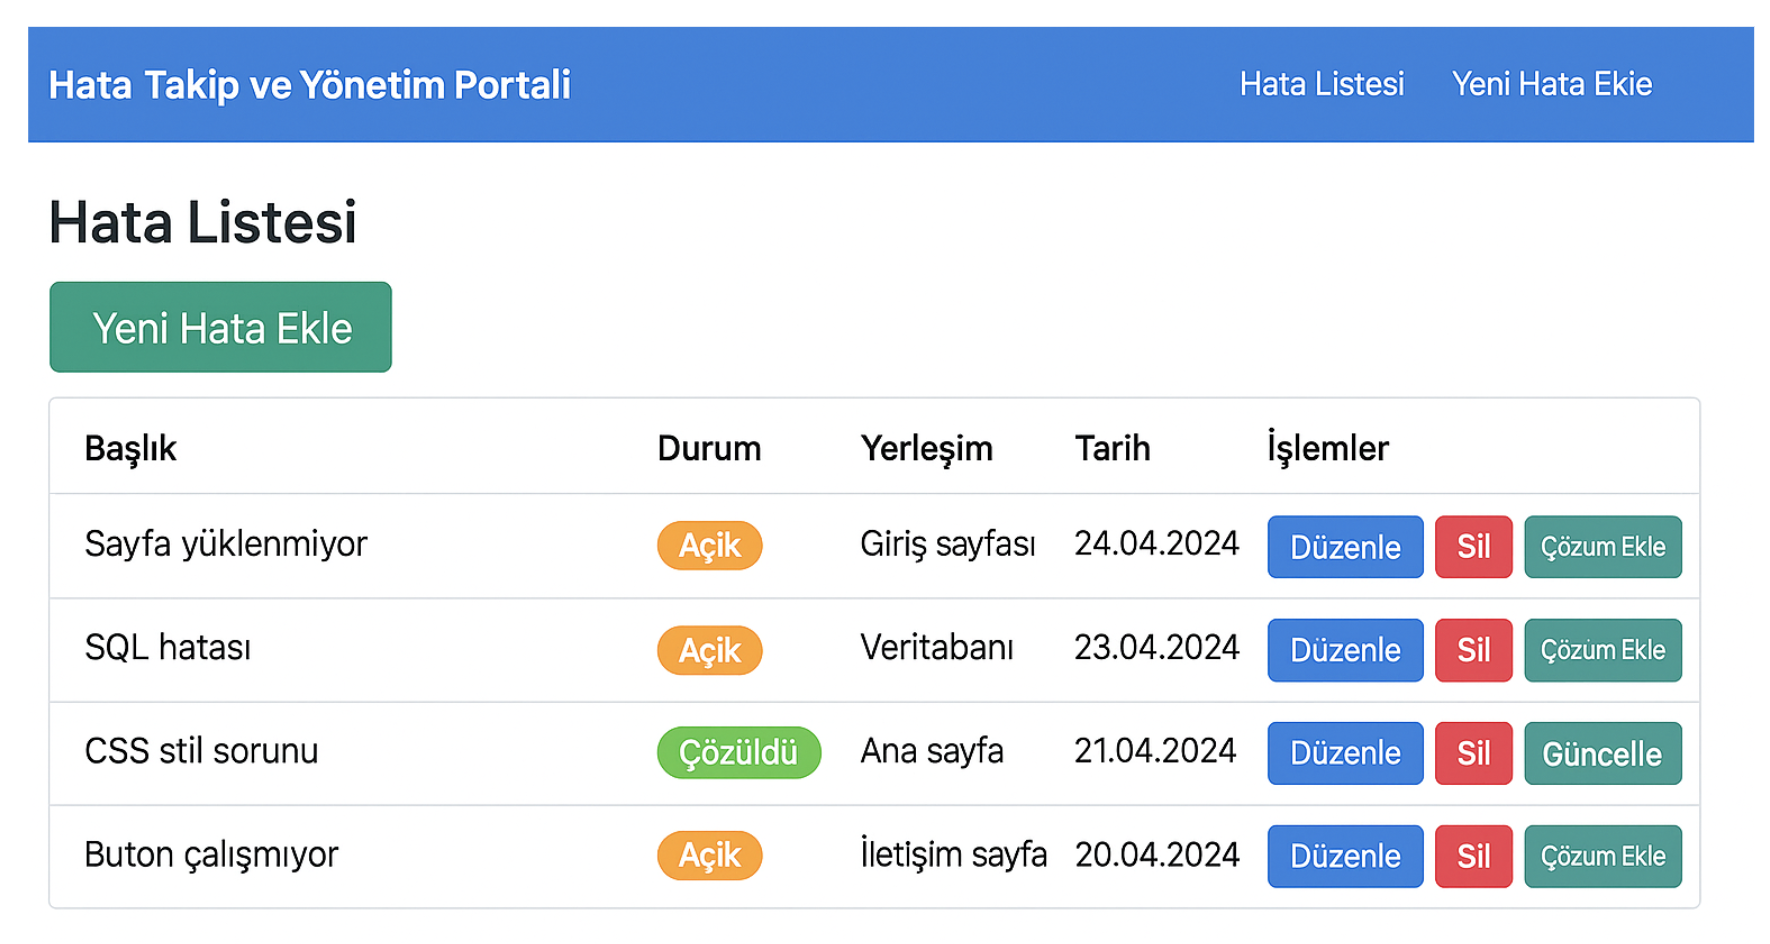 Hata Takip ve Yönetim Portali
Hata Listesi Yeni Hata Ekie
Hata Listesi
Yeni Hata Ekle
Başlık Durum Yerleşim Tarih İşlemler
Sayfa yüklenmiyor Açik Giriş sayfası 24.04.2024 Düzenle Sil Çözum Ekle
SQL hatası Açik Veritabanı 23.04.2024 Düzenle Sil Çözüm Ekle
CSS stil sorunu Çözüldü Ana sayfa 21.04.2024 Düzenle Sil Güncelle
Buton çalışmıyor Açik İletişim sayfa 20.04.2024 Düzenle Sil Çözum Ekle